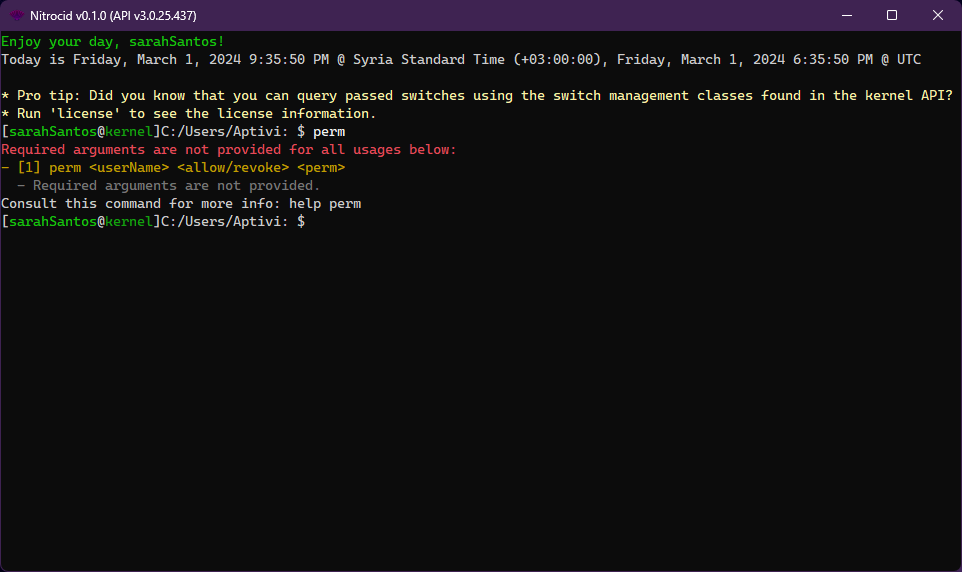 Nitrocid v0.1.0 (API v3.0.25.437)
Enjoy your day, sarahSantos!
Today is Friday, March 1, 2024 9:35:50 PM @ Syria Standard Time (+03:00:00), Friday, March 1, 2024 6:35:50 PM @ UTC
* Pro tip: Did you know that you can query passed switches using the switch management classes found in the kernel API?
* Run 'license' to see the license information.
[sarahSantos@kernel]C:/Users/Aptivi: $ perm
Required arguments are not provided for all usages below:
- [1] perm <userName> <allow/revoke> <perm>
- Required arguments are not provided.
Consult this command for more info: help perm
[sarahSantos@kernel]C:/Users/Aptivi: $